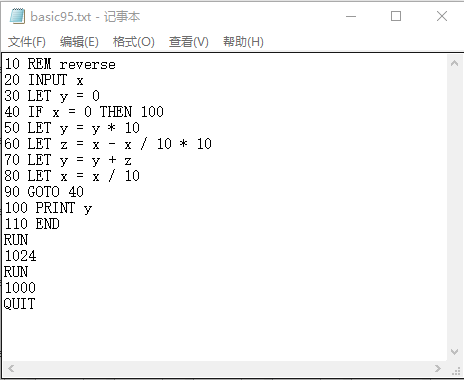 basic95.txt - 记事本
文件(F) 编辑(E) 格式(O) 查看(V) 帮助(H)
10 REM reverse
20 INPUT x
30 LET y = 0
40 IF x = 0 THEN 100
50 LET y = y * 10
60 LET z = x - x / 10 * 10
70 LET y = y + z
80 LET x = x / 10
90 GOTO 40
100 PRINT y
110 END
RUN
1024
RUN
1000
QUIT